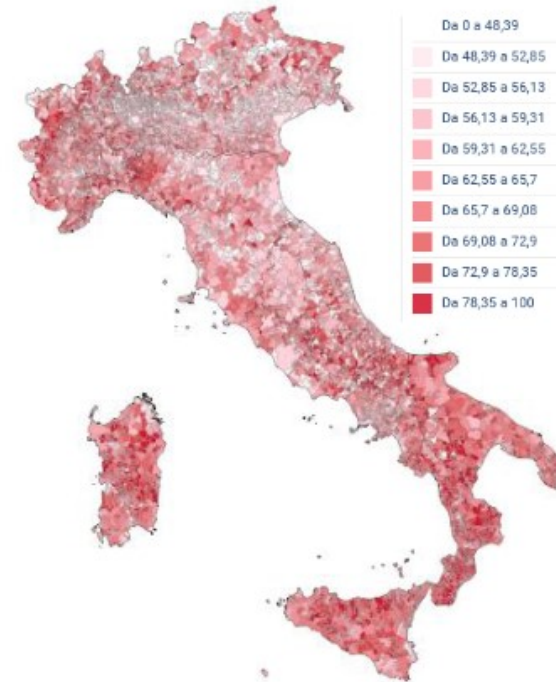 Da 0 a 48,39
Da 48,39 a 52,85
Da 52,85 a 56,13
Da 56,13 a 59,31
Da 59,31 a 62,55
Da 62,55 a 65,7
Da 65,7 a 69,08
Da 69,08 a 72,9
Da 72,9 a 78,35
Da 78,35 a 100